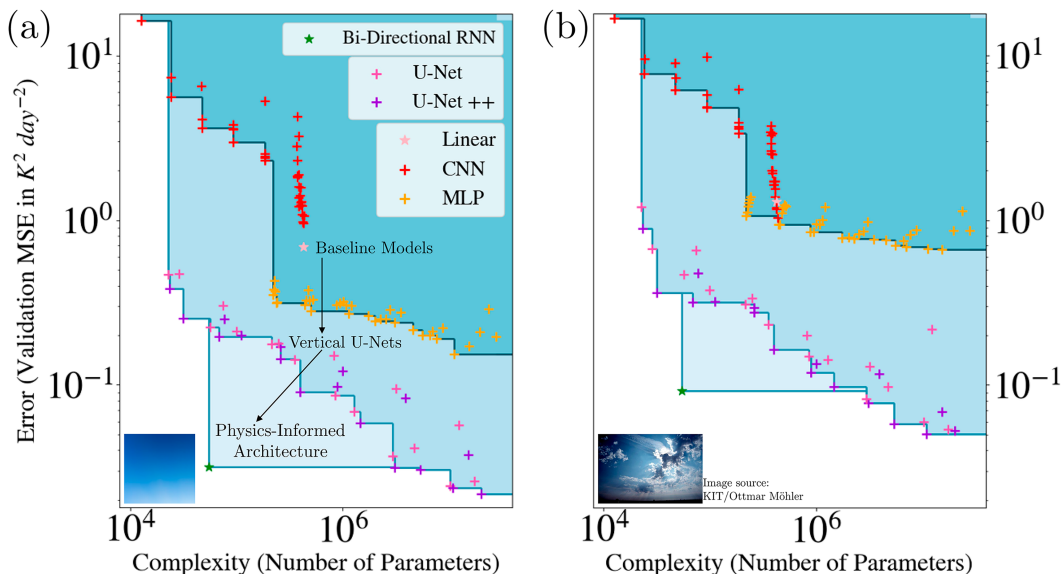 (a)
(b)
Error (Validation MSE in K² day⁻²)
10¹
10⁰
10⁻¹
Bi-Directional RNN
U-Net
U-Net ++
Linear
CNN
MLP
Baseline Models
Vertical U-Nets
Physics-Informed
Architecture
10⁴
10⁶
Complexity (Number of Parameters)
10¹
10⁰
10⁻¹
Image source:
KIT/Ottmar Möhler
10⁴
10⁶
Complexity (Number of Parameters)